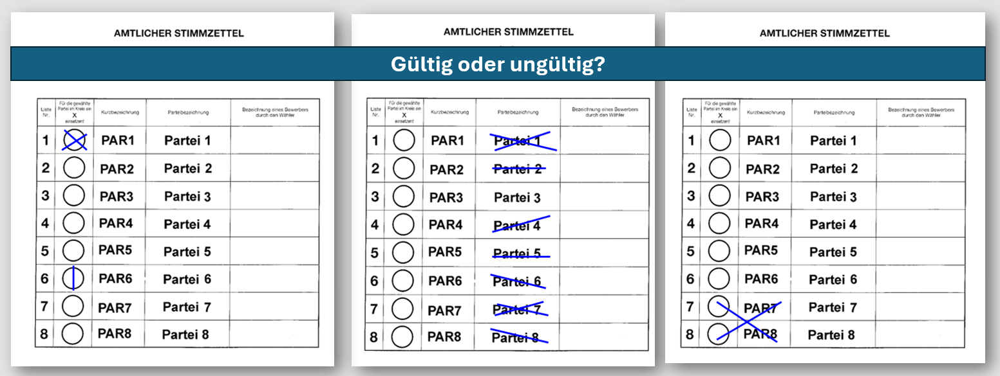 AMTLICHER STIMMZETTEL
AMTLICHER STIMMZETTEL
AMTLICHER STIMMZETTEL
Gültig oder ungültig?
Liste Nr. Für die gewählte Partei im Kreis ein X einsetzen! Kurzbezeichnung Parteibezeichnung Bezeichnung eines Bewerbers durch den Wähler
1 PAR1 Partei 1
2 PAR2 Partei 2
3 PAR3 Partei 3
4 PAR4 Partei 4
5 PAR5 Partei 5
6 PAR6 Partei 6
7 PAR7 Partei 7
8 PAR8 Partei 8
Liste Nr. Für die gewählte Partei im Kreis ein X einsetzen! Kurzbezeichnung Parteibezeichnung Bezeichnung eines Bewerbers durch den Wähler
1 PAR1 Partei 1
2 PAR2 Partei 2
3 PAR3 Partei 3
4 PAR4 Partei 4
5 PAR5 Partei 5
6 PAR6 Partei 6
7 PAR7 Partei 7
8 PAR8 Partei 8
Liste Nr. Für die gewählte Partei im Kreis ein X einsetzen! Kurzbezeichnung Parteibezeichnung Bezeichnung eines Bewerbers durch den Wähler
1 PAR1 Partei 1
2 PAR2 Partei 2
3 PAR3 Partei 3
4 PAR4 Partei 4
5 PAR5 Partei 5
6 PAR6 Partei 6
7 PAR7 Partei 7
8 PAR8 Partei 8